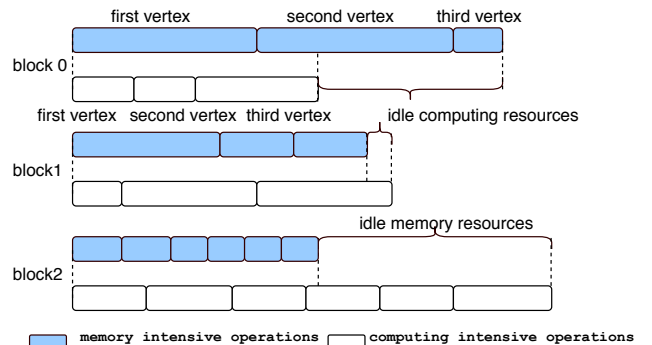 first vertex second vertex third vertex
block 0
first vertex second vertex third vertex idle computing resources
block1
idle memory resources
block2
memory intensive operations computing intensive operations